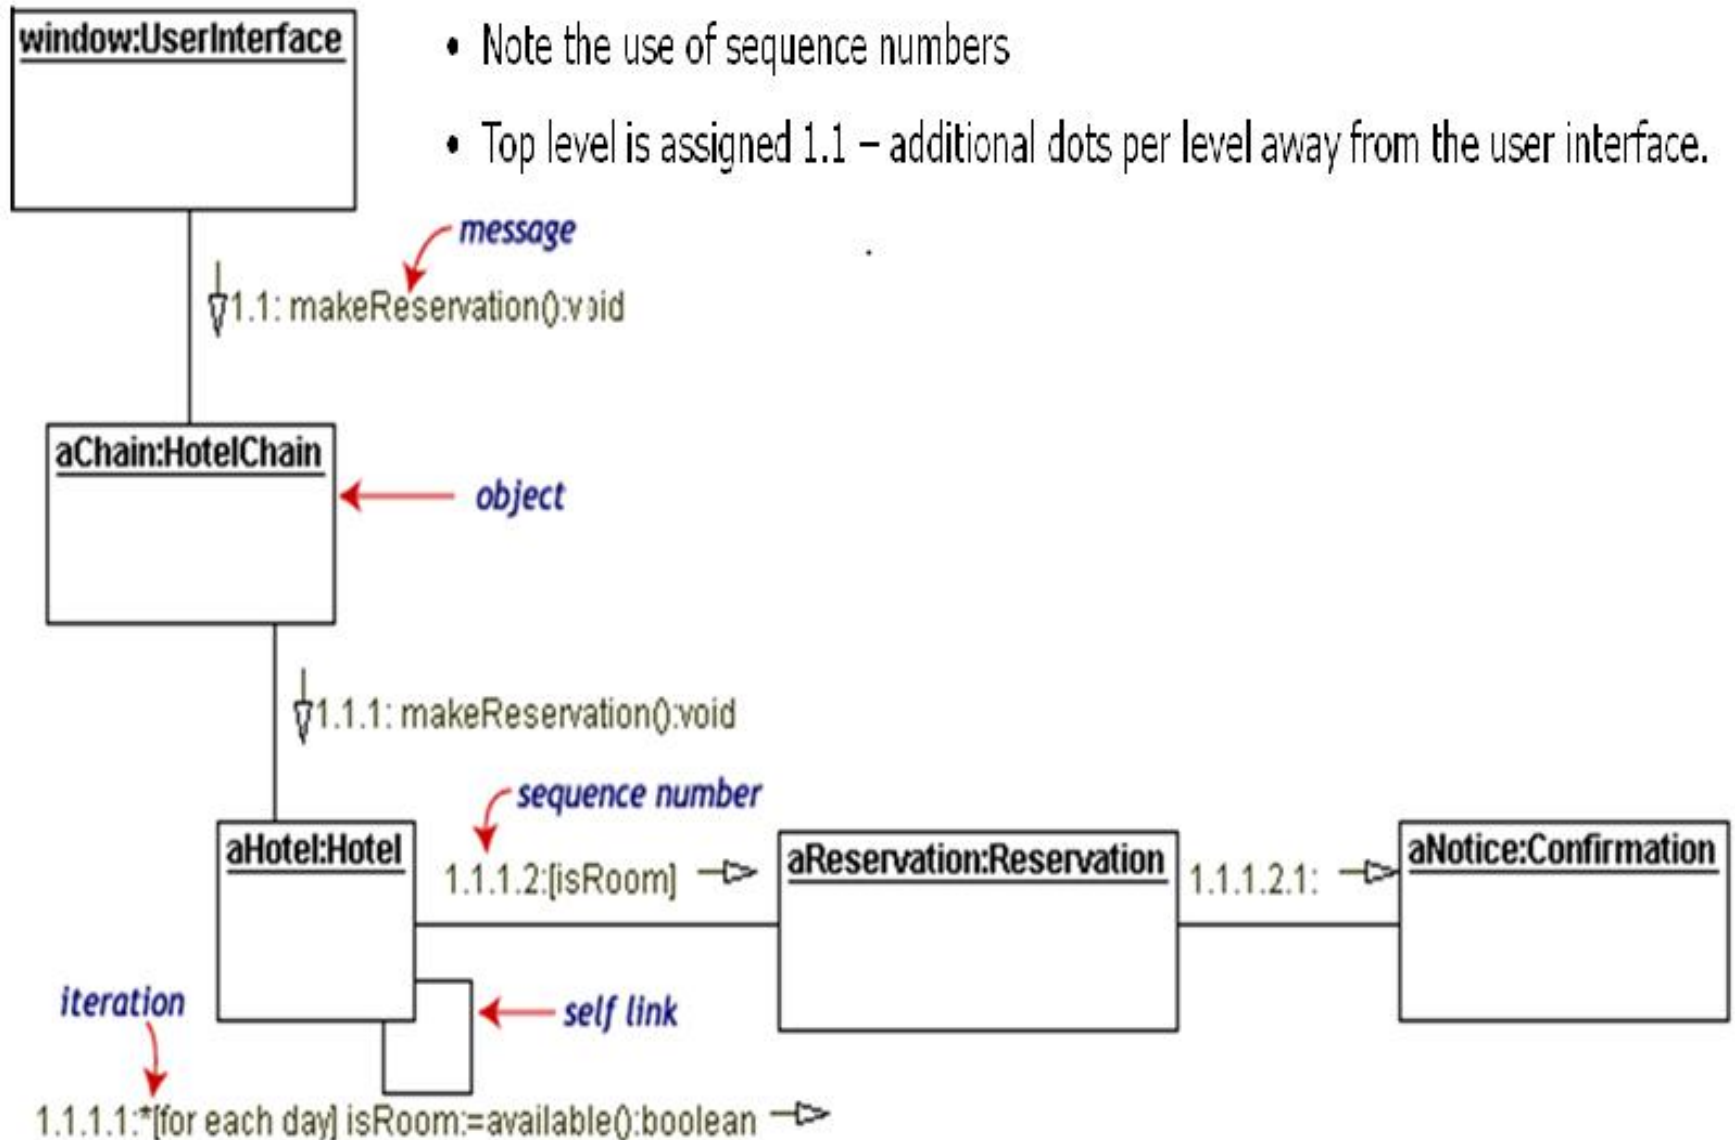 window:UserInterface
• Note the use of sequence numbers
• Top level is assigned 1.1 – additional dots per level away from the user interface.
message
1.1: makeReservation():void
aChain:HotelChain
object
1.1.1: makeReservation():void
sequence number
aHotel:Hotel
1.1.1.2:[isRoom]
aReservation:Reservation
1.1.1.2.1:
aNotice:Confirmation
iteration
self link
1.1.1.1:*[for each day] isRoom:=available():boolean